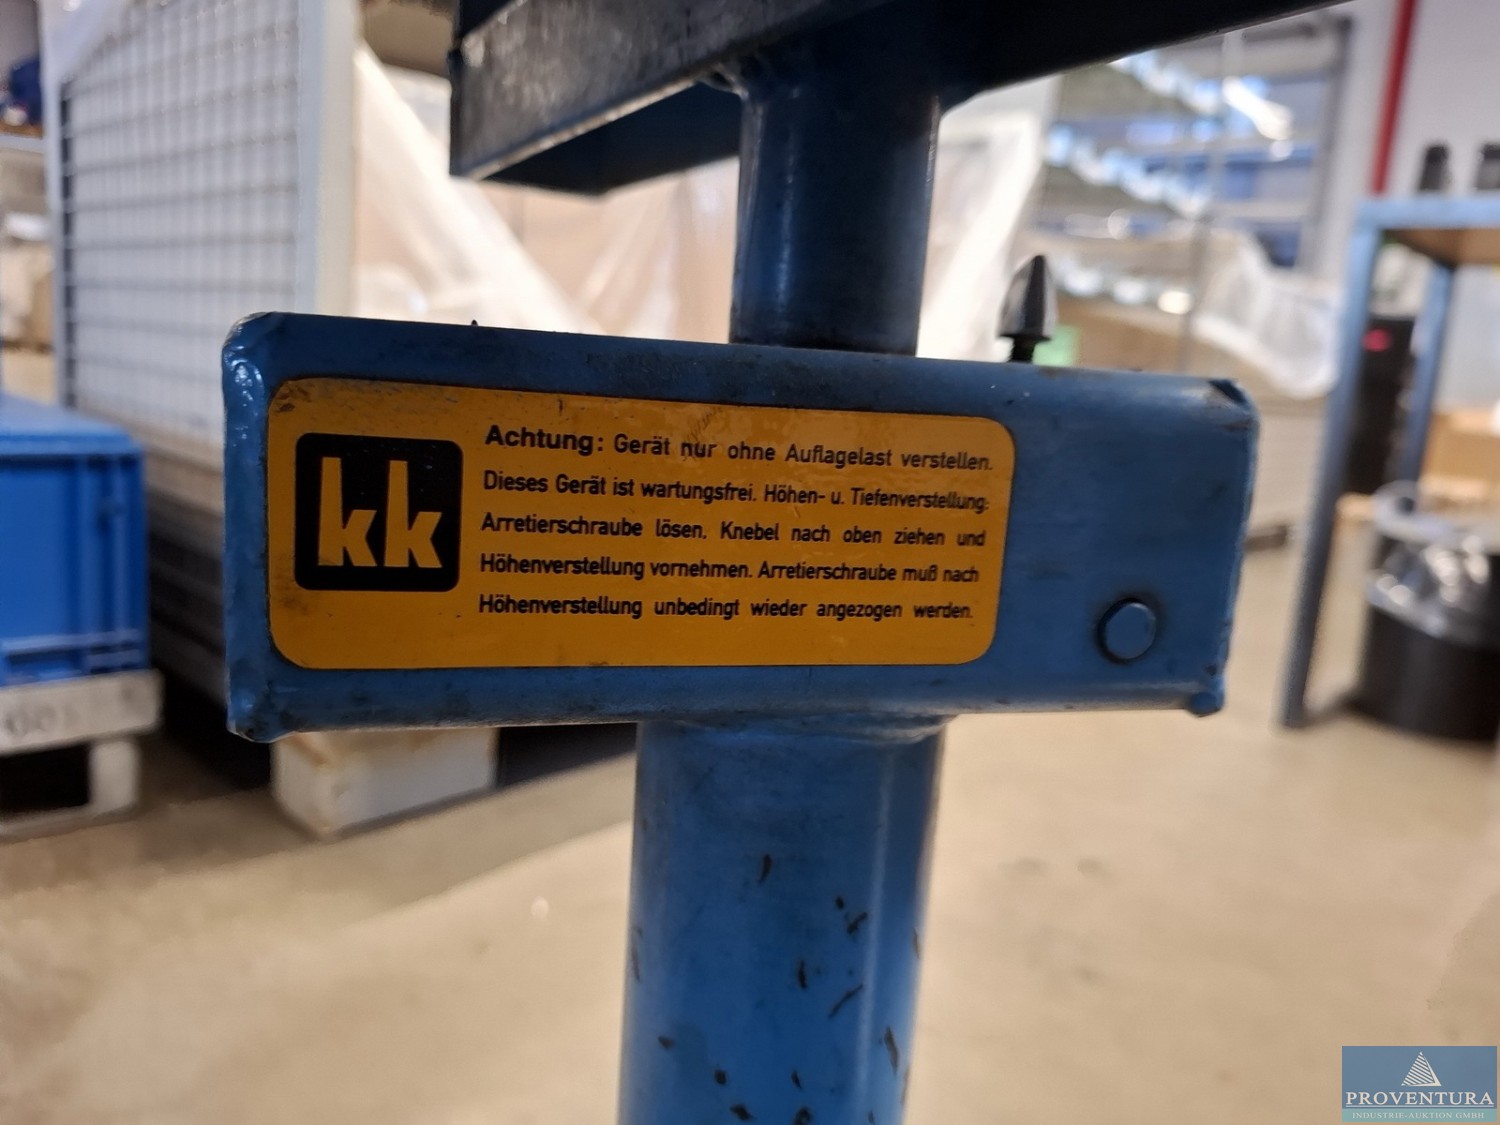 kk
Achtung: Gerät nur ohne Auflagelast verstellen.
Dieses Gerät ist wartungsfrei. Höhen- u. Tiefenverstellung:
Arretierschraube lösen. Knebel nach oben ziehen und
Höhenverstellung vornehmen. Arretierschraube muß nach
Höhenverstellung unbedingt wieder angezogen werden.
PROVENTURA
INDUSTRIE-AUKTION GMBH